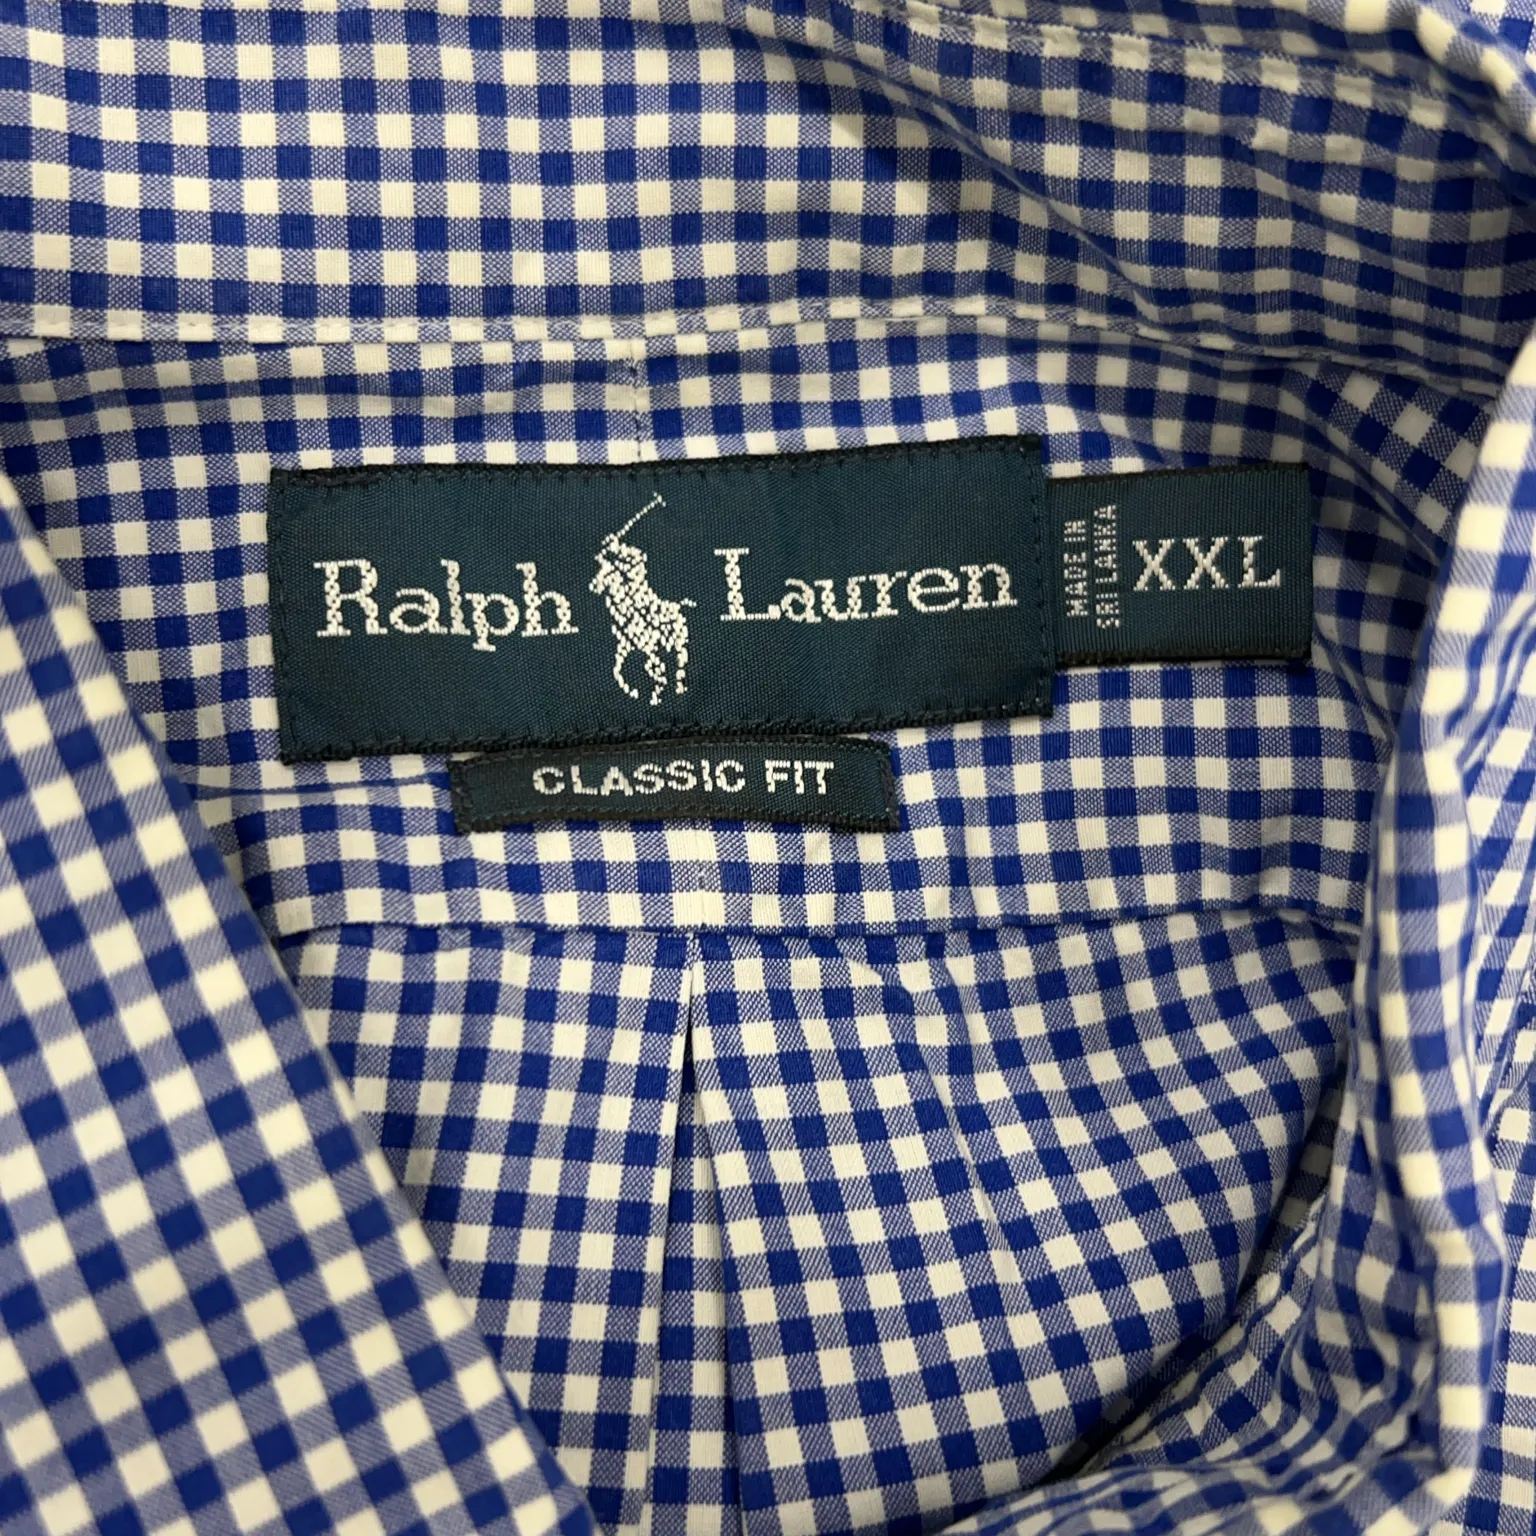 Ralph Lauren
MADE IN
SRI LANKA
XXL
CLASSIC FIT